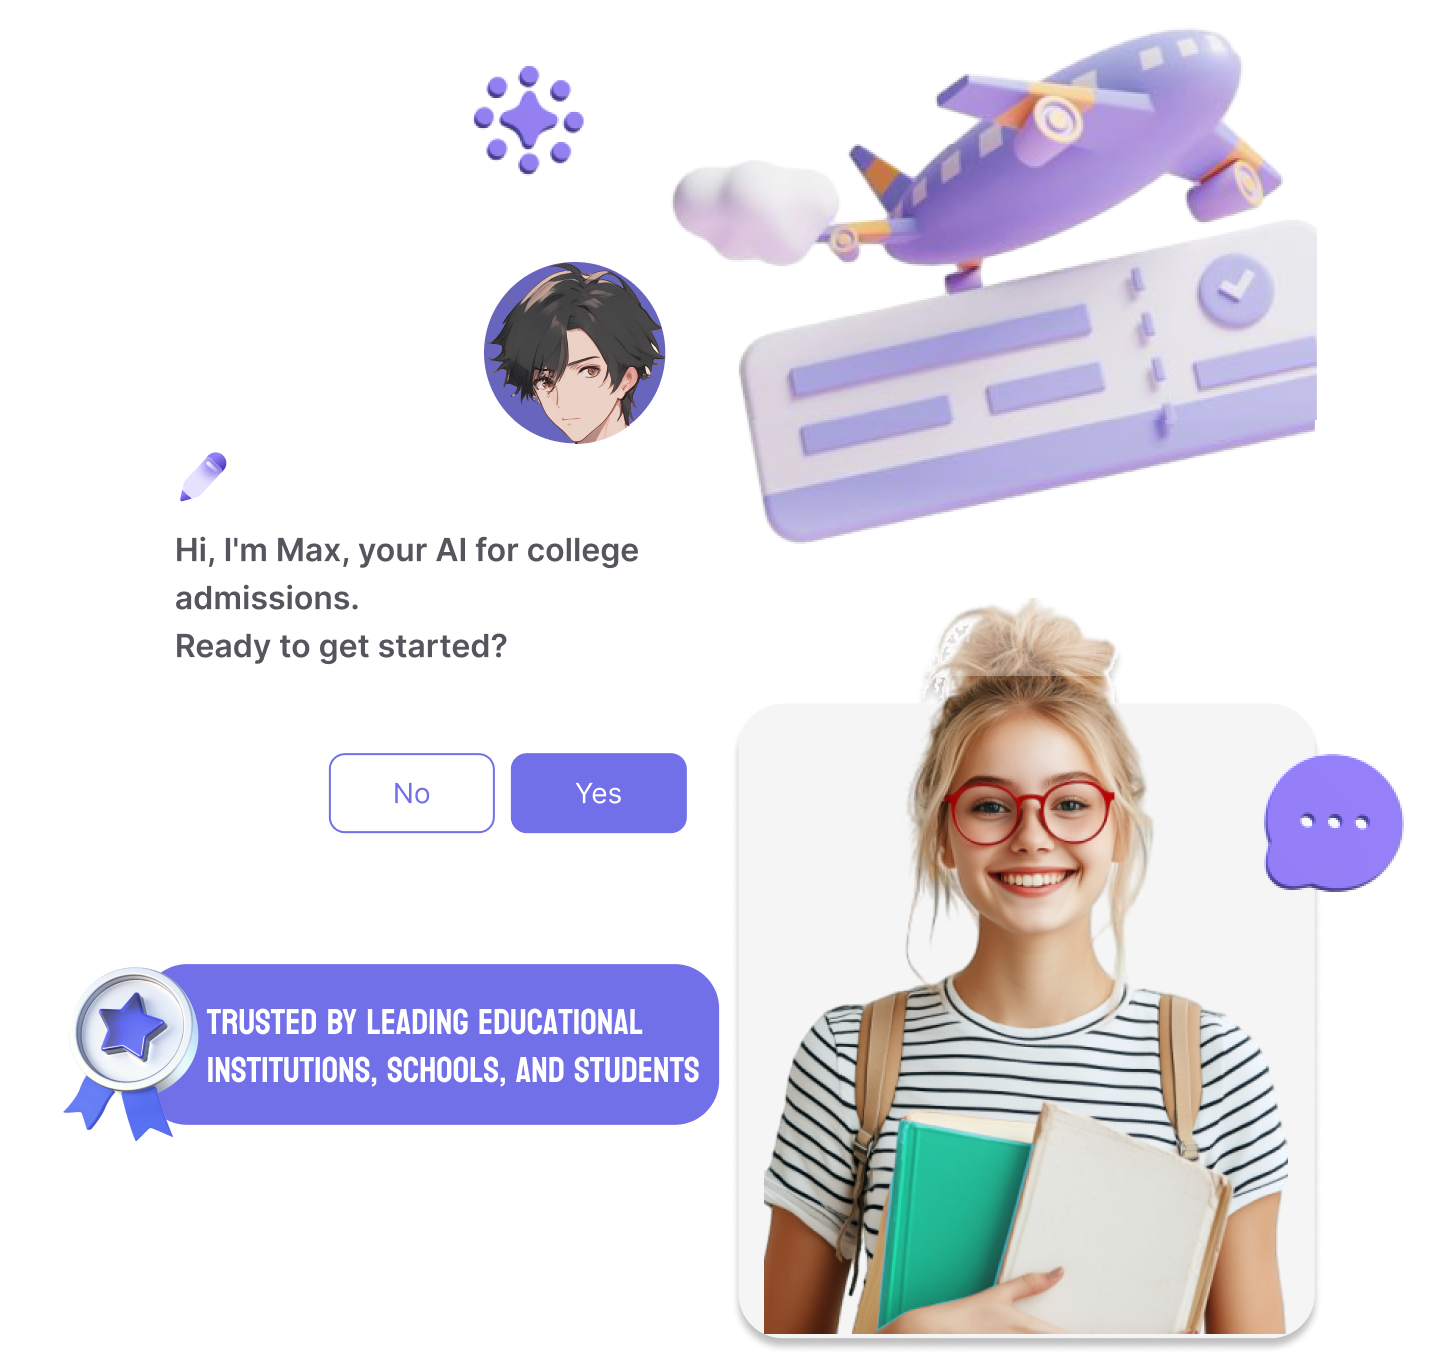 Hi, I'm Max, your AI for college
admissions.
Ready to get started?
No
Yes
TRUSTED BY LEADING EDUCATIONAL
INSTITUTIONS, SCHOOLS, AND STUDENTS